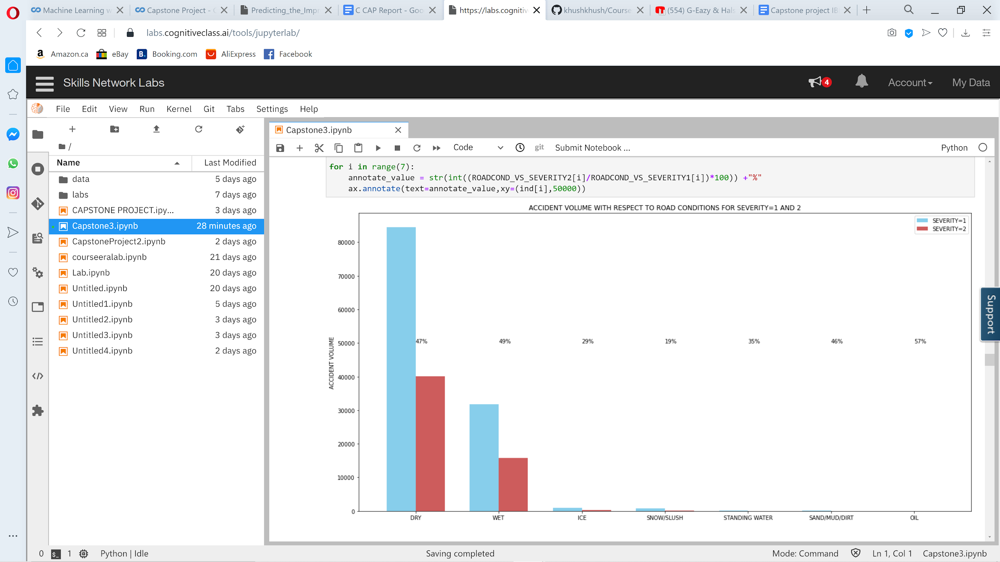 Machine Learning w
Capstone Project - C
Predicting_the_Impr
C CAP Report - Goo
https://labs.cognitive
khushkhush/Course
(554) G-Eazy & Hals
Capstone project IB
labs.cognitiveclass.ai/tools/jupyterlab/
Amazon.ca eBay Booking.com AliExpress Facebook
Skills Network Labs 4 Account My Data
File Edit View Run Kernel Git Tabs Settings Help
Capstone3.ipynb
/
Code git Submit Notebook ... Python
Name Last Modified
data 5 days ago
labs 7 days ago
CAPSTONE PROJECT.ipy... 3 days ago
Capstone3.ipynb 28 minutes ago
CapstoneProject2.ipynb 2 days ago
courseeralab.ipynb 21 days ago
Lab.ipynb 20 days ago
Untitled.ipynb 20 days ago
Untitled1.ipynb 5 days ago
Untitled2.ipynb 3 days ago
Untitled3.ipynb 3 days ago
Untitled4.ipynb 2 days ago
for i in range(7):
annotate_value = str(int((ROADCOND_VS_SEVERITY2[i]/ROADCOND_VS_SEVERITY1[i])*100)) +"%"
ax.annotate(text=annotate_value,xy=(ind[i],50000))
ACCIDENT VOLUME WITH RESPECT TO ROAD CONDITIONS FOR SEVERITY=1 AND 2
SEVERITY=1
SEVERITY=2
80000
70000
60000
50000
40000
30000
20000
10000
0
ACCIDENT VOLUME
47% 49% 29% 19% 35% 46% 57%
DRY WET ICE SNOW/SLUSH STANDING WATER SAND/MUD/DIRT OIL
Support
0 $_ 1 Python | Idle Saving completed Mode: Command Ln 1, Col 1 Capstone3.ipynb